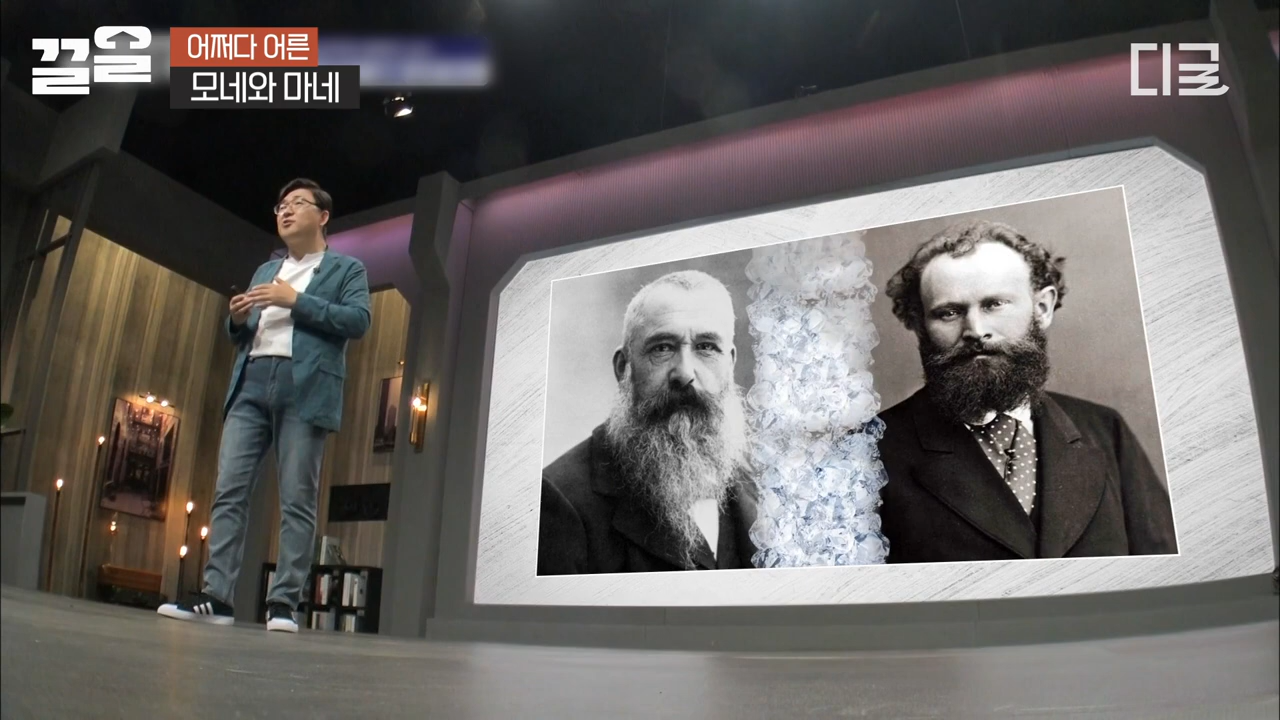 끌올
어쩌다 어른
모네와 마네
디글